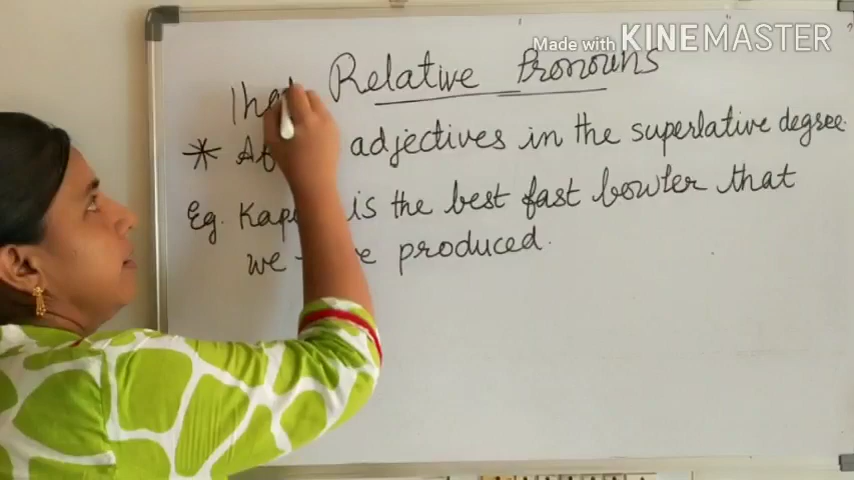 Made with KINEMASTER
That Relative Pronouns
* adjectives in the superlative degree.
Eg. is the best fast bowler that
we produced.